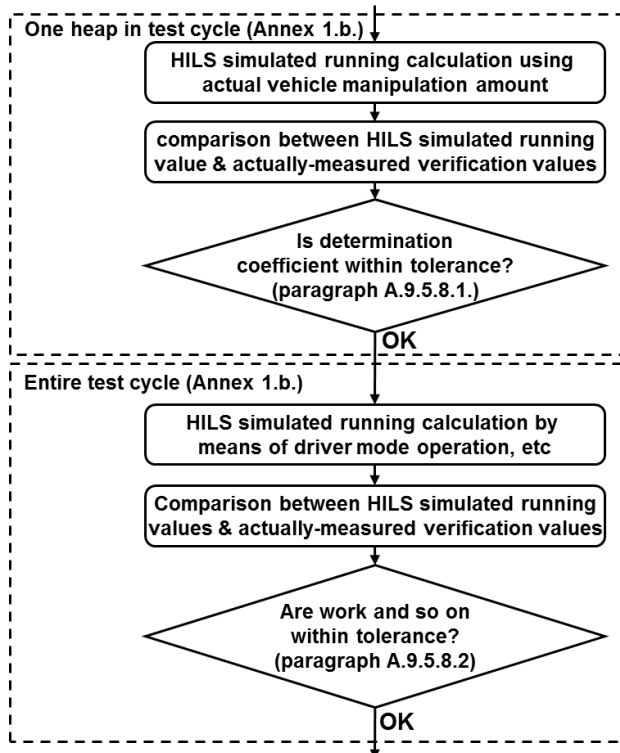 One heap in test cycle (Annex 1.b.)
HILS simulated running calculation using
actual vehicle manipulation amount
comparison between HILS simulated running
value & actually-measured verification values
Is determination
coefficient within tolerance?
(paragraph A.9.5.8.1.)
OK
Entire test cycle (Annex 1.b.)
HILS simulated running calculation by
means of driver mode operation, etc
Comparison between HILS simulated running
values & actually-measured verification values
Are work and so on
within tolerance?
(paragraph A.9.5.8.2)
OK